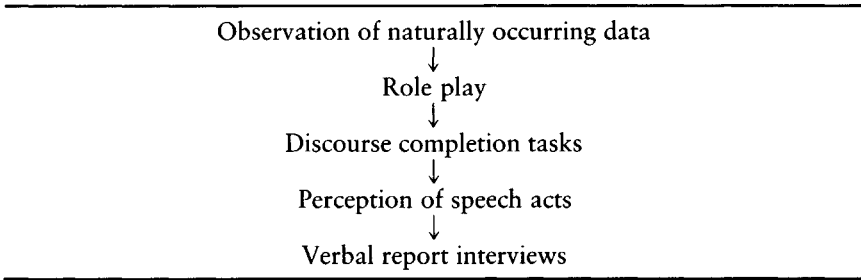 Observation of naturally occurring data
↓
Role play
↓
Discourse completion tasks
↓
Perception of speech acts
↓
Verbal report interviews